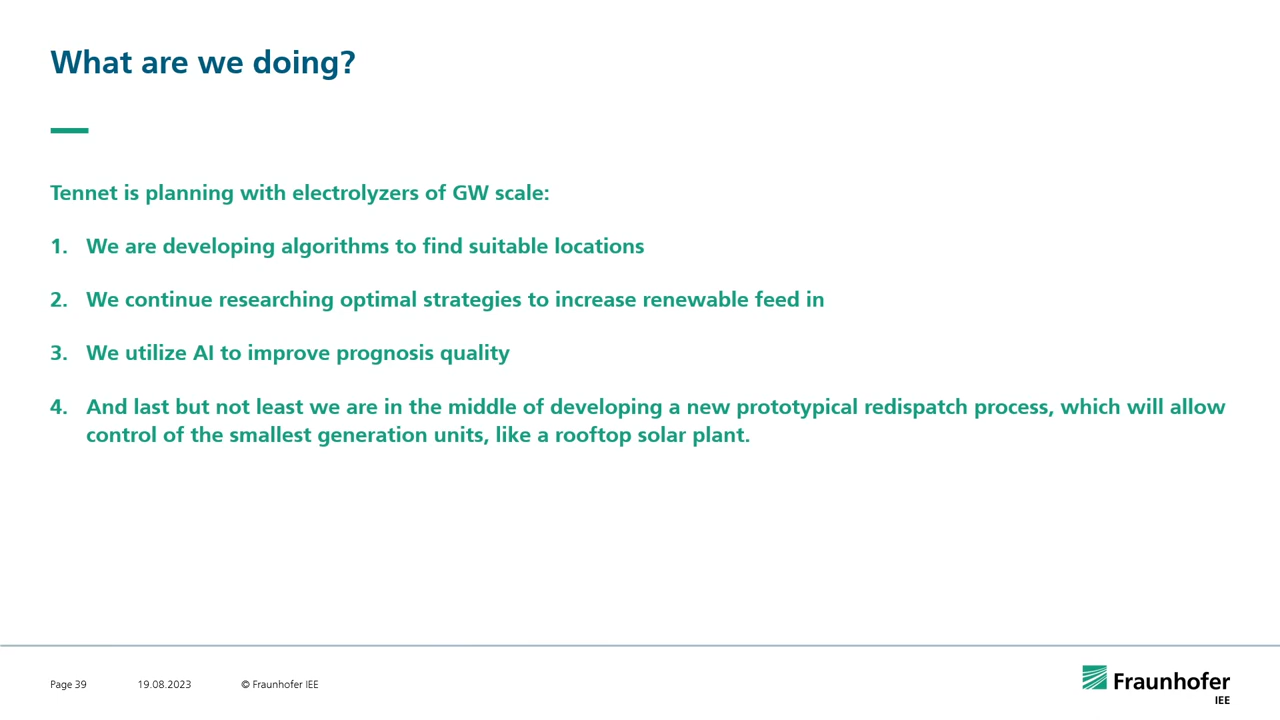 What are we doing?
Tennet is planning with electrolyzers of GW scale:
1. We are developing algorithms to find suitable locations
2. We continue researching optimal strategies to increase renewable feed in
3. We utilize AI to improve prognosis quality
4. And last but not least we are in the middle of developing a new prototypical redispatch process, which will allow
control of the smallest generation units, like a rooftop solar plant.
Page 39 19.08.2023 © Fraunhofer IEE
Fraunhofer
IEE